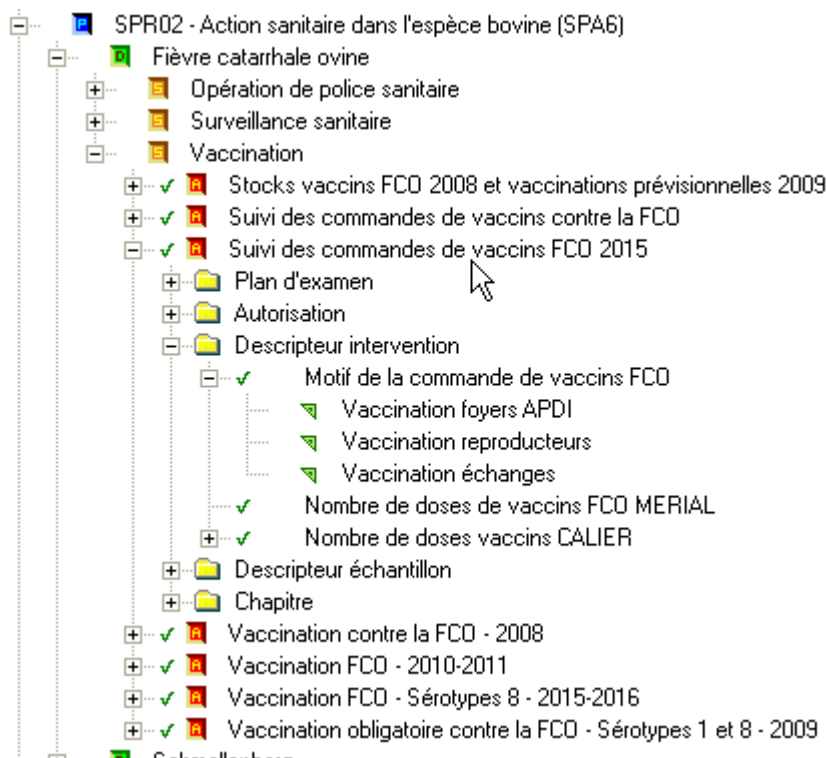 SPR02 - Action sanitaire dans l'espèce bovine (SPA6)
Fièvre catarrhale ovine
Opération de police sanitaire
Surveillance sanitaire
Vaccination
Stocks vaccins FCO 2008 et vaccinations prévisionnelles 2009
Suivi des commandes de vaccins contre la FCO
Suivi des commandes de vaccins FCO 2015
Plan d'examen
Autorisation
Descripteur intervention
Motif de la commande de vaccins FCO
Vaccination foyers APDI
Vaccination reproducteurs
Vaccination échanges
Nombre de doses de vaccins FCO MERIAL
Nombre de doses vaccins CALIER
Descripteur échantillon
Chapitre
Vaccination contre la FCO - 2008
Vaccination FCO - 2010-2011
Vaccination FCO - Sérotypes 8 - 2015-2016
Vaccination obligatoire contre la FCO - Sérotypes 1 et 8 - 2009